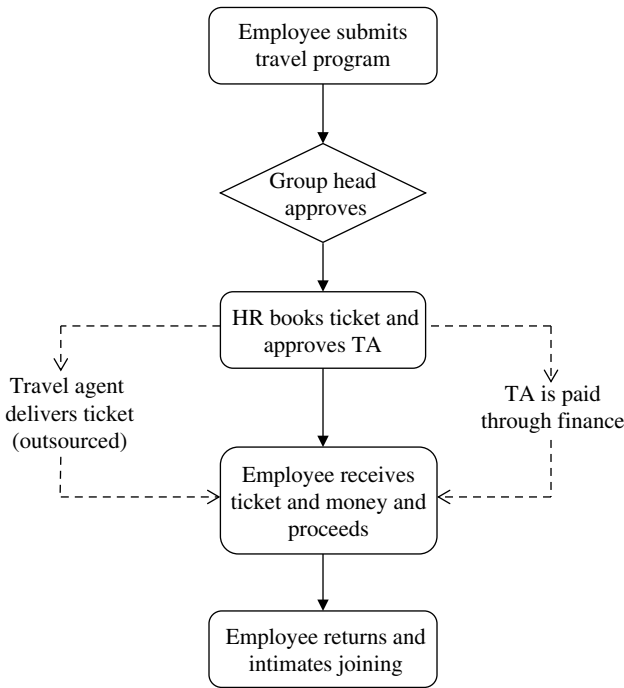 Employee submits
travel program
Group head
approves
HR books ticket and
approves TA
Travel agent
delivers ticket
(outsourced)
TA is paid
through finance
Employee receives
ticket and money and
proceeds
Employee returns and
intimates joining